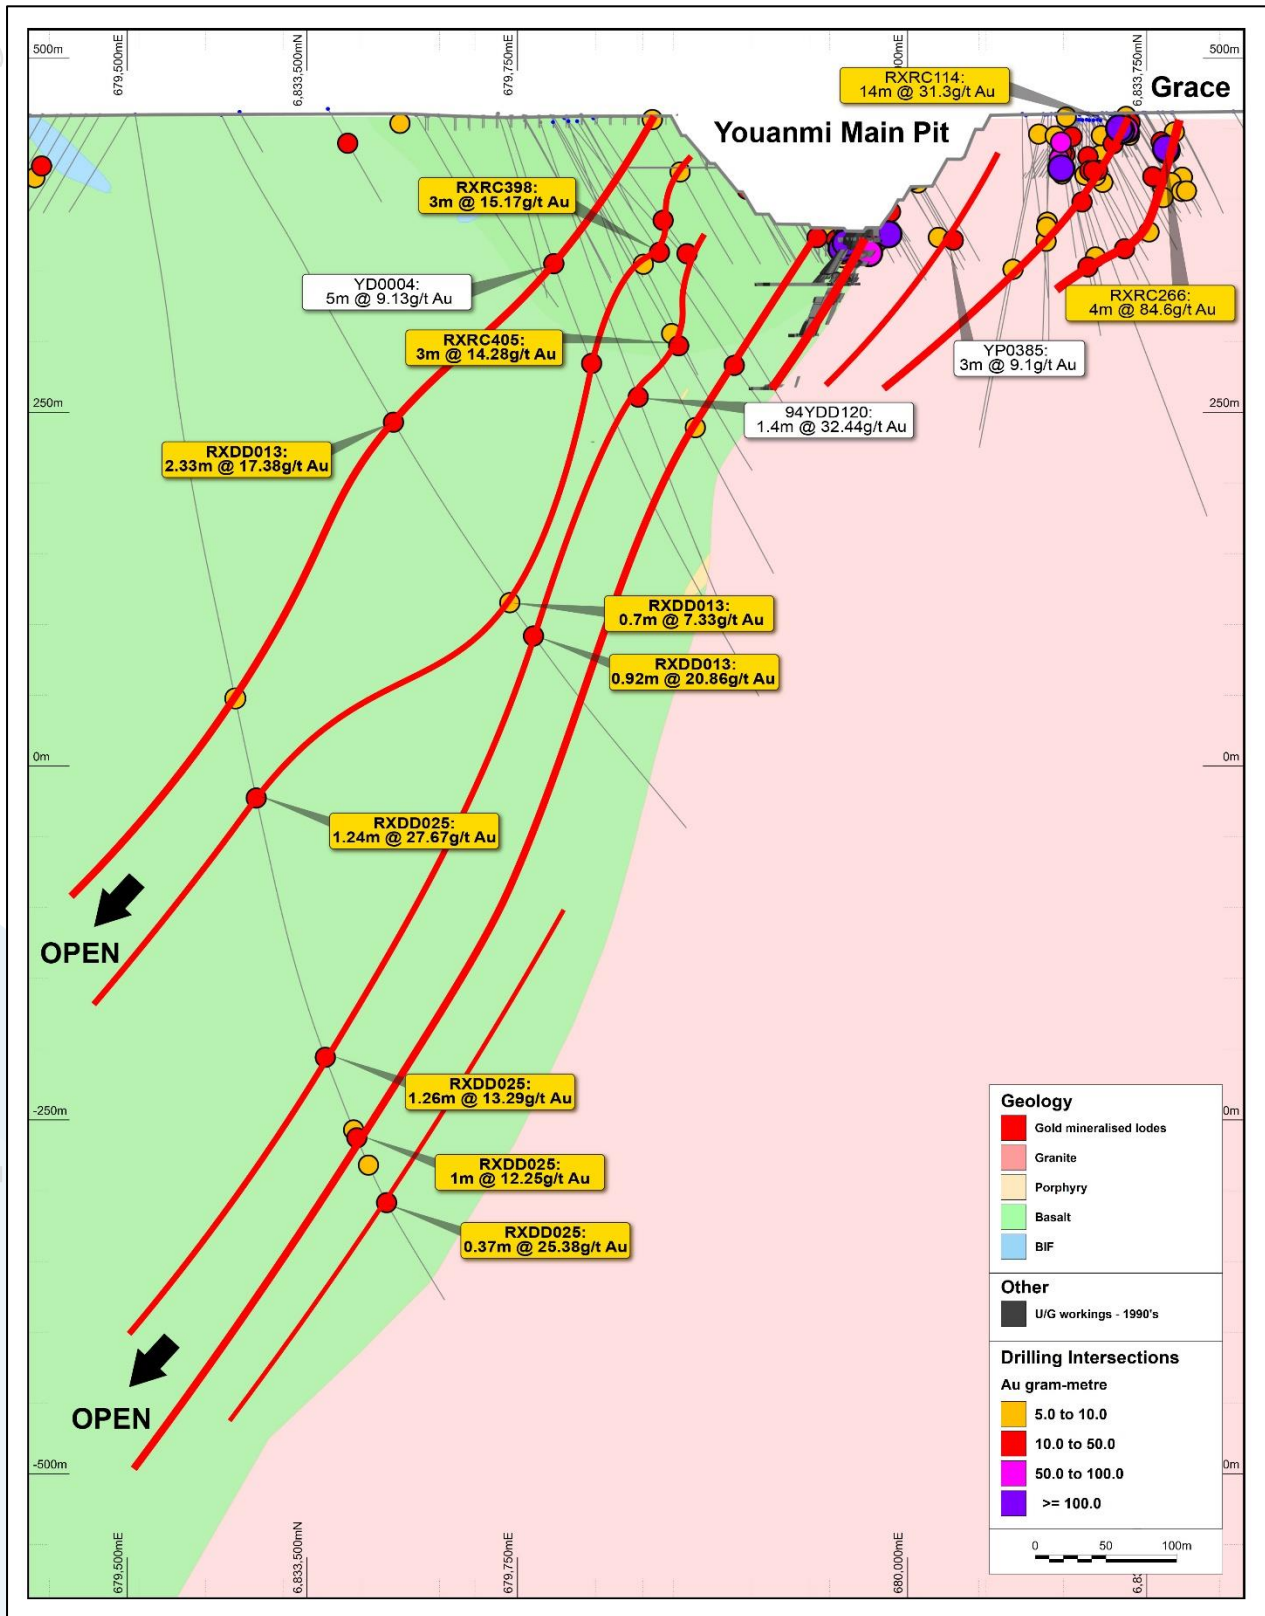 500m
679,500mE
6,833,500mN
679,750mE
000mE
6,833,750mN
500m
RXRC114:
14m @ 31.3g/t Au
Grace
Youanmi Main Pit
RXRC398:
3m @ 15.17g/t Au
YD0004:
5m @ 9.13g/t Au
RXRC266:
4m @ 84.6g/t Au
RXRC405:
3m @ 14.28g/t Au
YP0385:
3m @ 9.1g/t Au
250m
94YDD120:
1.4m @ 32.44g/t Au
250m
RXDD013:
2.33m @ 17.38g/t Au
RXDD013:
0.7m @ 7.33g/t Au
RXDD013:
0.92m @ 20.86g/t Au
0m
0m
RXDD025:
1.24m @ 27.67g/t Au
OPEN
RXDD025:
1.26m @ 13.29g/t Au
-250m
0m
RXDD025:
1m @ 12.25g/t Au
RXDD025:
0.37m @ 25.38g/t Au
OPEN
-500m
0m
679,500mE
6,833,500mN
679,750mE
680,000mE
6,8
Geology
Gold mineralised lodes
Granite
Porphyry
Basalt
BIF
Other
U/G workings - 1990's
Drilling Intersections
Au gram-metre
5.0 to 10.0
10.0 to 50.0
50.0 to 100.0
>= 100.0
0 50 100m